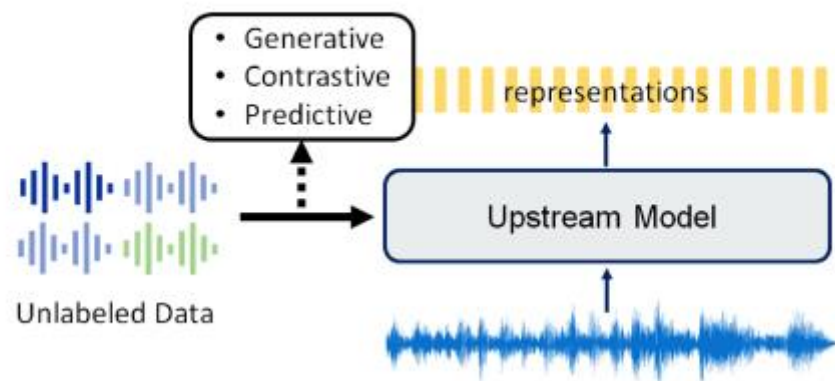 • Generative
• Contrastive
• Predictive
representations
Upstream Model
Unlabeled Data